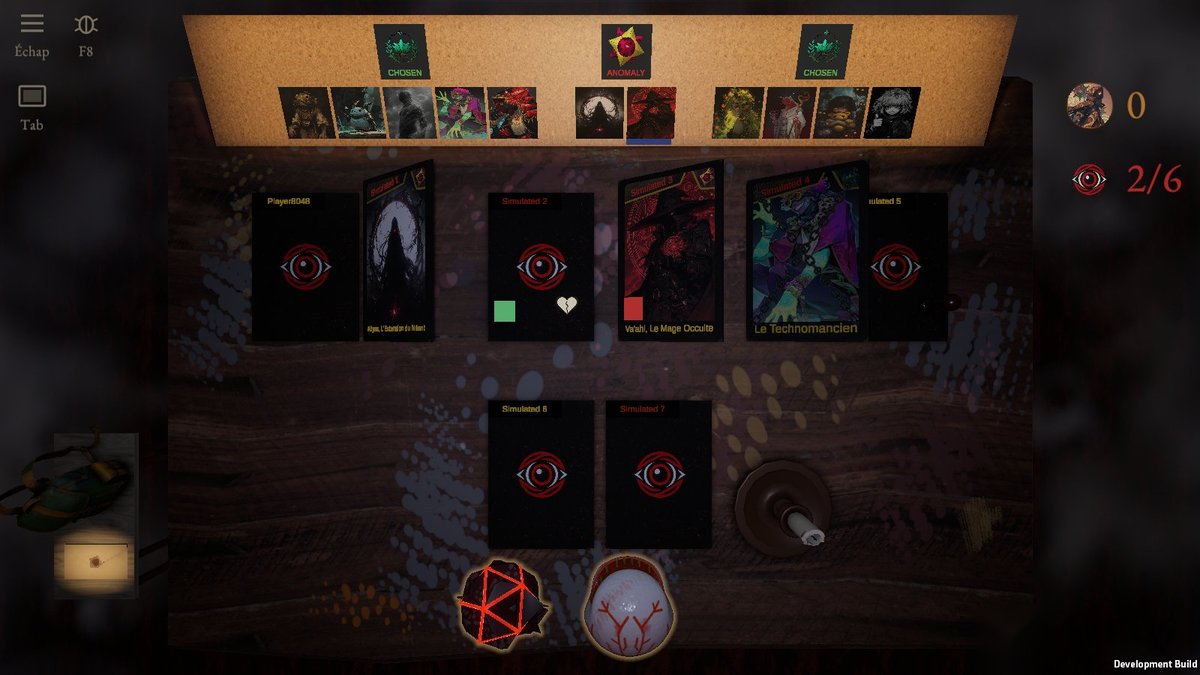 Échap
F8
Tab
CHOSEN
ANOMALY
CHOSEN
0
2/6
Player8048
Simulated 1
Simulated 2
Simulated 3
Simulated 4
ulated 5
Va'ahl, Le Mage Occulte
Le Technomancien
Simulated 6
Simulated 7
Development Build